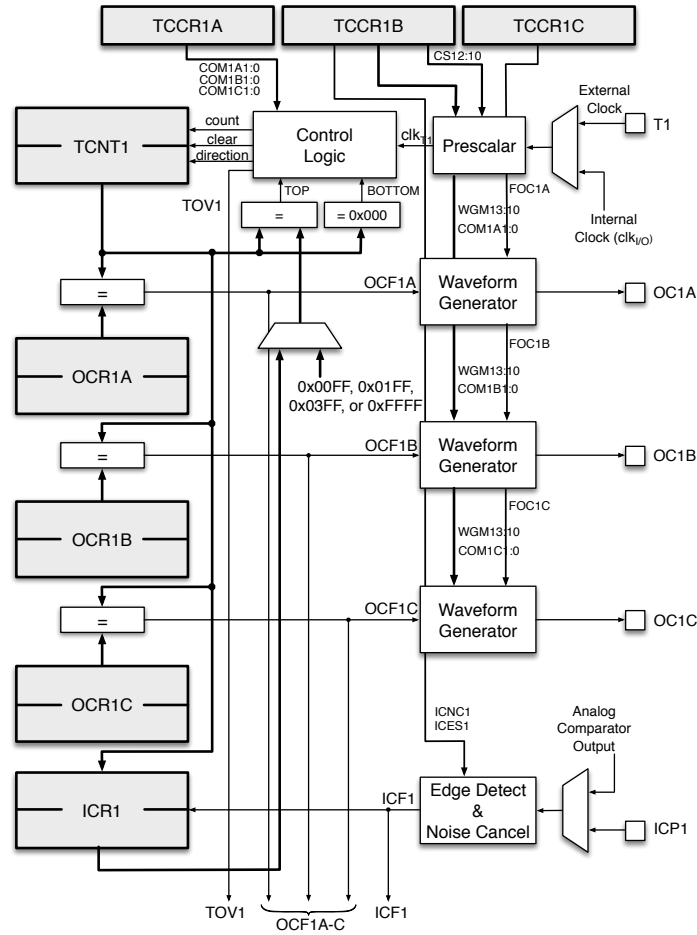 TCCR1A
TCCR1B
TCCR1C
COM1A1:0
COM1B1:0
COM1C1:0
CS12:10
External
Clock
T1
TCNT1
count
clear
direction
Control
Logic
clkT1
Prescalar
FOC1A
TOV1
TOP
BOTTOM
=
= 0x000
WGM13:10
COM1A1:0
Internal
Clock (clkI/O)
=
OCF1A
Waveform
Generator
OC1A
OCR1A
0x00FF, 0x01FF,
0x03FF, or 0xFFFF
FOC1B
WGM13:10
COM1B1:0
=
OCF1B
Waveform
Generator
OC1B
OCR1B
FOC1C
WGM13:10
COM1C1:0
=
OCF1C
Waveform
Generator
OC1C
OCR1C
ICNC1
ICES1
Analog
Comparator
Output
ICR1
ICF1
Edge Detect
&
Noise Cancel
ICP1
TOV1
OCF1A-C
ICF1